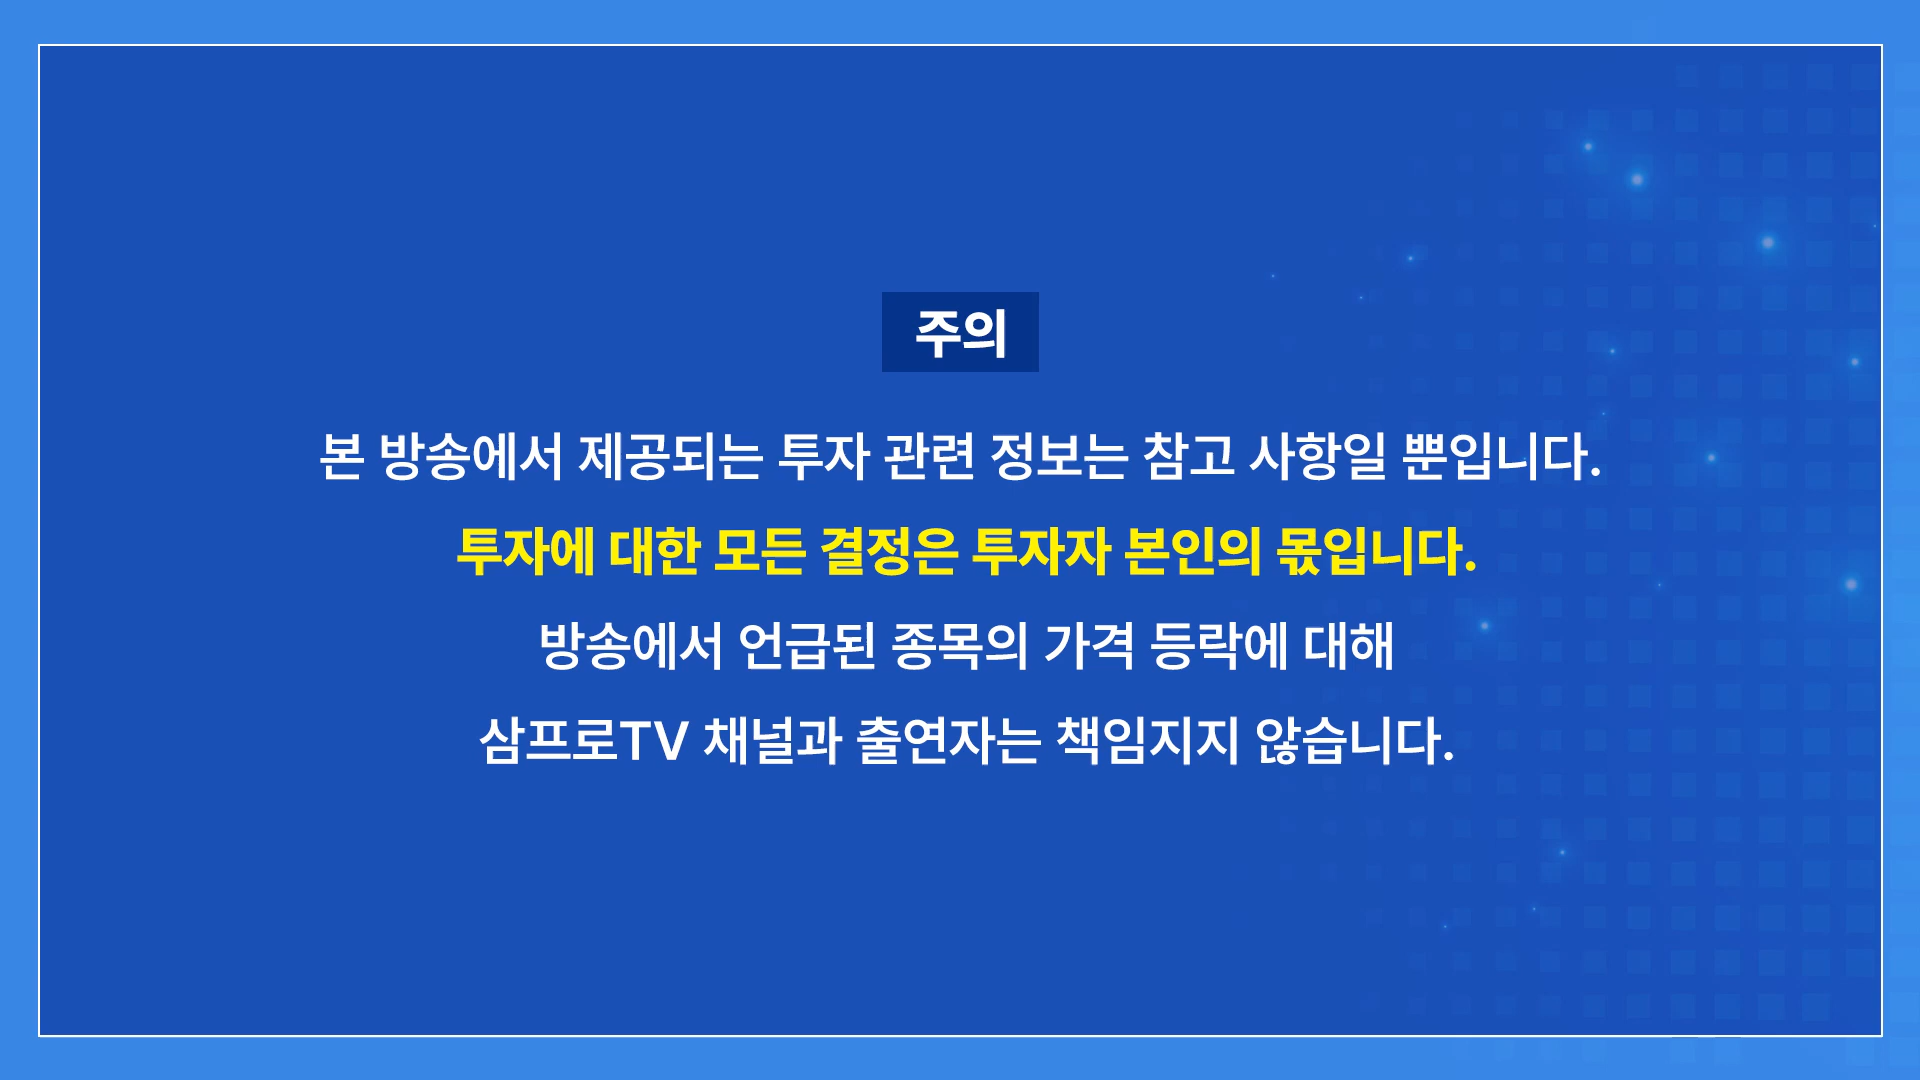 주의
본 방송에서 제공되는 투자 관련 정보는 참고 사항일 뿐입니다.
투자에 대한 모든 결정은 투자자 본인의 몫입니다.
방송에서 언급된 종목의 가격 등락에 대해
삼프로TV 채널과 출연자는 책임지지 않습니다.